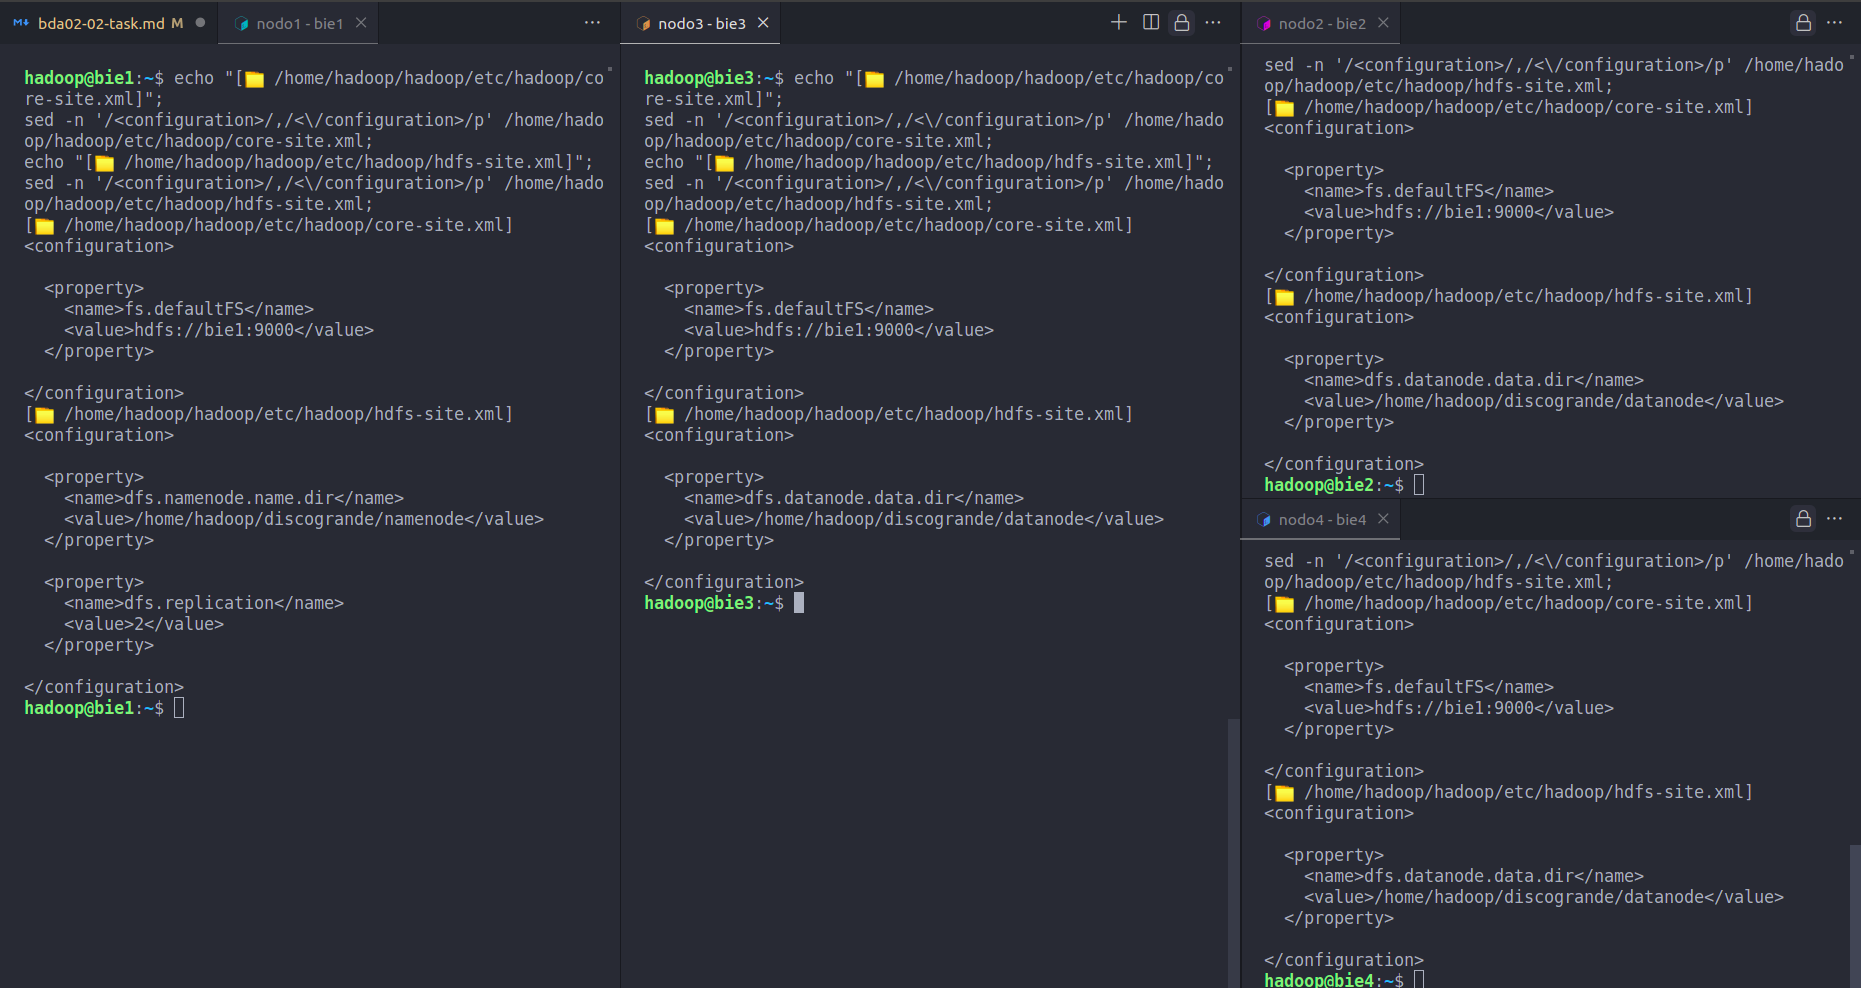 bda02-02-task.md M
nodo1 - bie1
hadoop@bie1:~$ echo "[📁 /home/hadoop/hadoop/etc/hadoop/co
re-site.xml]";
sed -n '/<configuration>/,/<\/configuration>/p' /home/hado
op/hadoop/etc/hadoop/core-site.xml;
echo "[📁 /home/hadoop/hadoop/etc/hadoop/hdfs-site.xml]";
sed -n '/<configuration>/,/<\/configuration>/p' /home/hado
op/hadoop/etc/hadoop/hdfs-site.xml;
[📁 /home/hadoop/hadoop/etc/hadoop/core-site.xml]
<configuration>
<property>
<name>fs.defaultFS</name>
<value>hdfs://bie1:9000</value>
</property>
</configuration>
[📁 /home/hadoop/hadoop/etc/hadoop/hdfs-site.xml]
<configuration>
<property>
<name>dfs.namenode.name.dir</name>
<value>/home/hadoop/discogrande/namenode</value>
</property>
<property>
<name>dfs.replication</name>
<value>2</value>
</property>
</configuration>
hadoop@bie1:~$
nodo3 - bie3
hadoop@bie3:~$ echo "[📁 /home/hadoop/hadoop/etc/hadoop/co
re-site.xml]";
sed -n '/<configuration>/,/<\/configuration>/p' /home/hado
op/hadoop/etc/hadoop/core-site.xml;
echo "[📁 /home/hadoop/hadoop/etc/hadoop/hdfs-site.xml]";
sed -n '/<configuration>/,/<\/configuration>/p' /home/hado
op/hadoop/etc/hadoop/hdfs-site.xml;
[📁 /home/hadoop/hadoop/etc/hadoop/core-site.xml]
<configuration>
<property>
<name>fs.defaultFS</name>
<value>hdfs://bie1:9000</value>
</property>
</configuration>
[📁 /home/hadoop/hadoop/etc/hadoop/hdfs-site.xml]
<configuration>
<property>
<name>dfs.datanode.data.dir</name>
<value>/home/hadoop/discogrande/datanode</value>
</property>
</configuration>
hadoop@bie3:~$
nodo2 - bie2
sed -n '/<configuration>/,/<\/configuration>/p' /home/hado
op/hadoop/etc/hadoop/hdfs-site.xml;
[📁 /home/hadoop/hadoop/etc/hadoop/core-site.xml]
<configuration>
<property>
<name>fs.defaultFS</name>
<value>hdfs://bie1:9000</value>
</property>
</configuration>
[📁 /home/hadoop/hadoop/etc/hadoop/hdfs-site.xml]
<configuration>
<property>
<name>dfs.datanode.data.dir</name>
<value>/home/hadoop/discogrande/datanode</value>
</property>
</configuration>
hadoop@bie2:~$
nodo4 - bie4
sed -n '/<configuration>/,/<\/configuration>/p' /home/hado
op/hadoop/etc/hadoop/hdfs-site.xml;
[📁 /home/hadoop/hadoop/etc/hadoop/core-site.xml]
<configuration>
<property>
<name>fs.defaultFS</name>
<value>hdfs://bie1:9000</value>
</property>
</configuration>
[📁 /home/hadoop/hadoop/etc/hadoop/hdfs-site.xml]
<configuration>
<property>
<name>dfs.datanode.data.dir</name>
<value>/home/hadoop/discogrande/datanode</value>
</property>
</configuration>
hadoop@bie4:~$